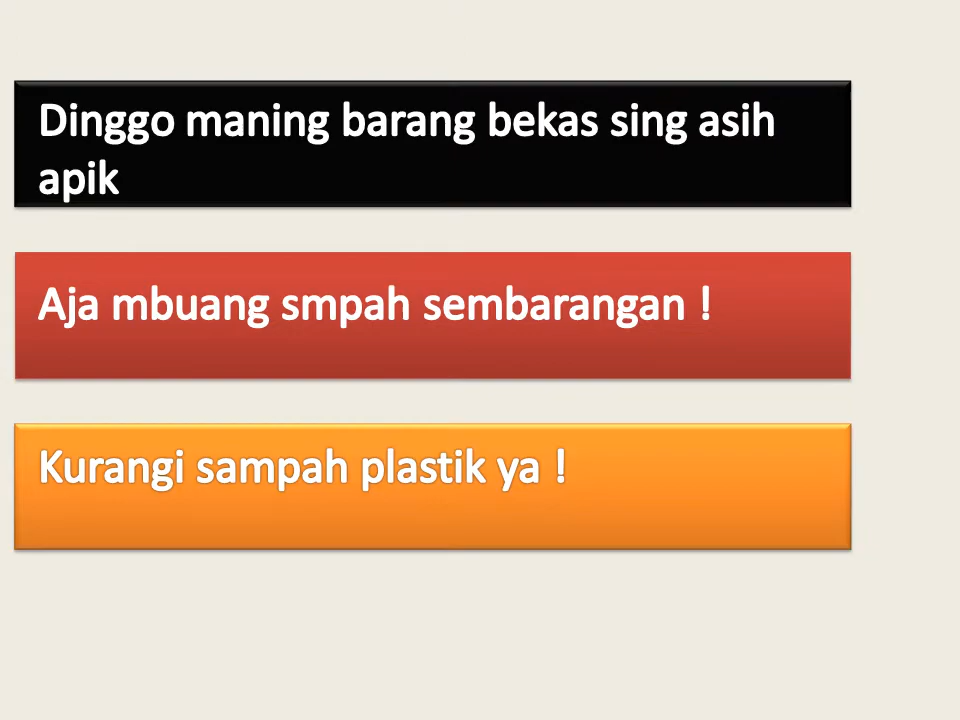 Dinggo maning barang bekas sing asih
apik
Aja mbuang smpah sembarangan !
Kurangi sampah plastik ya !